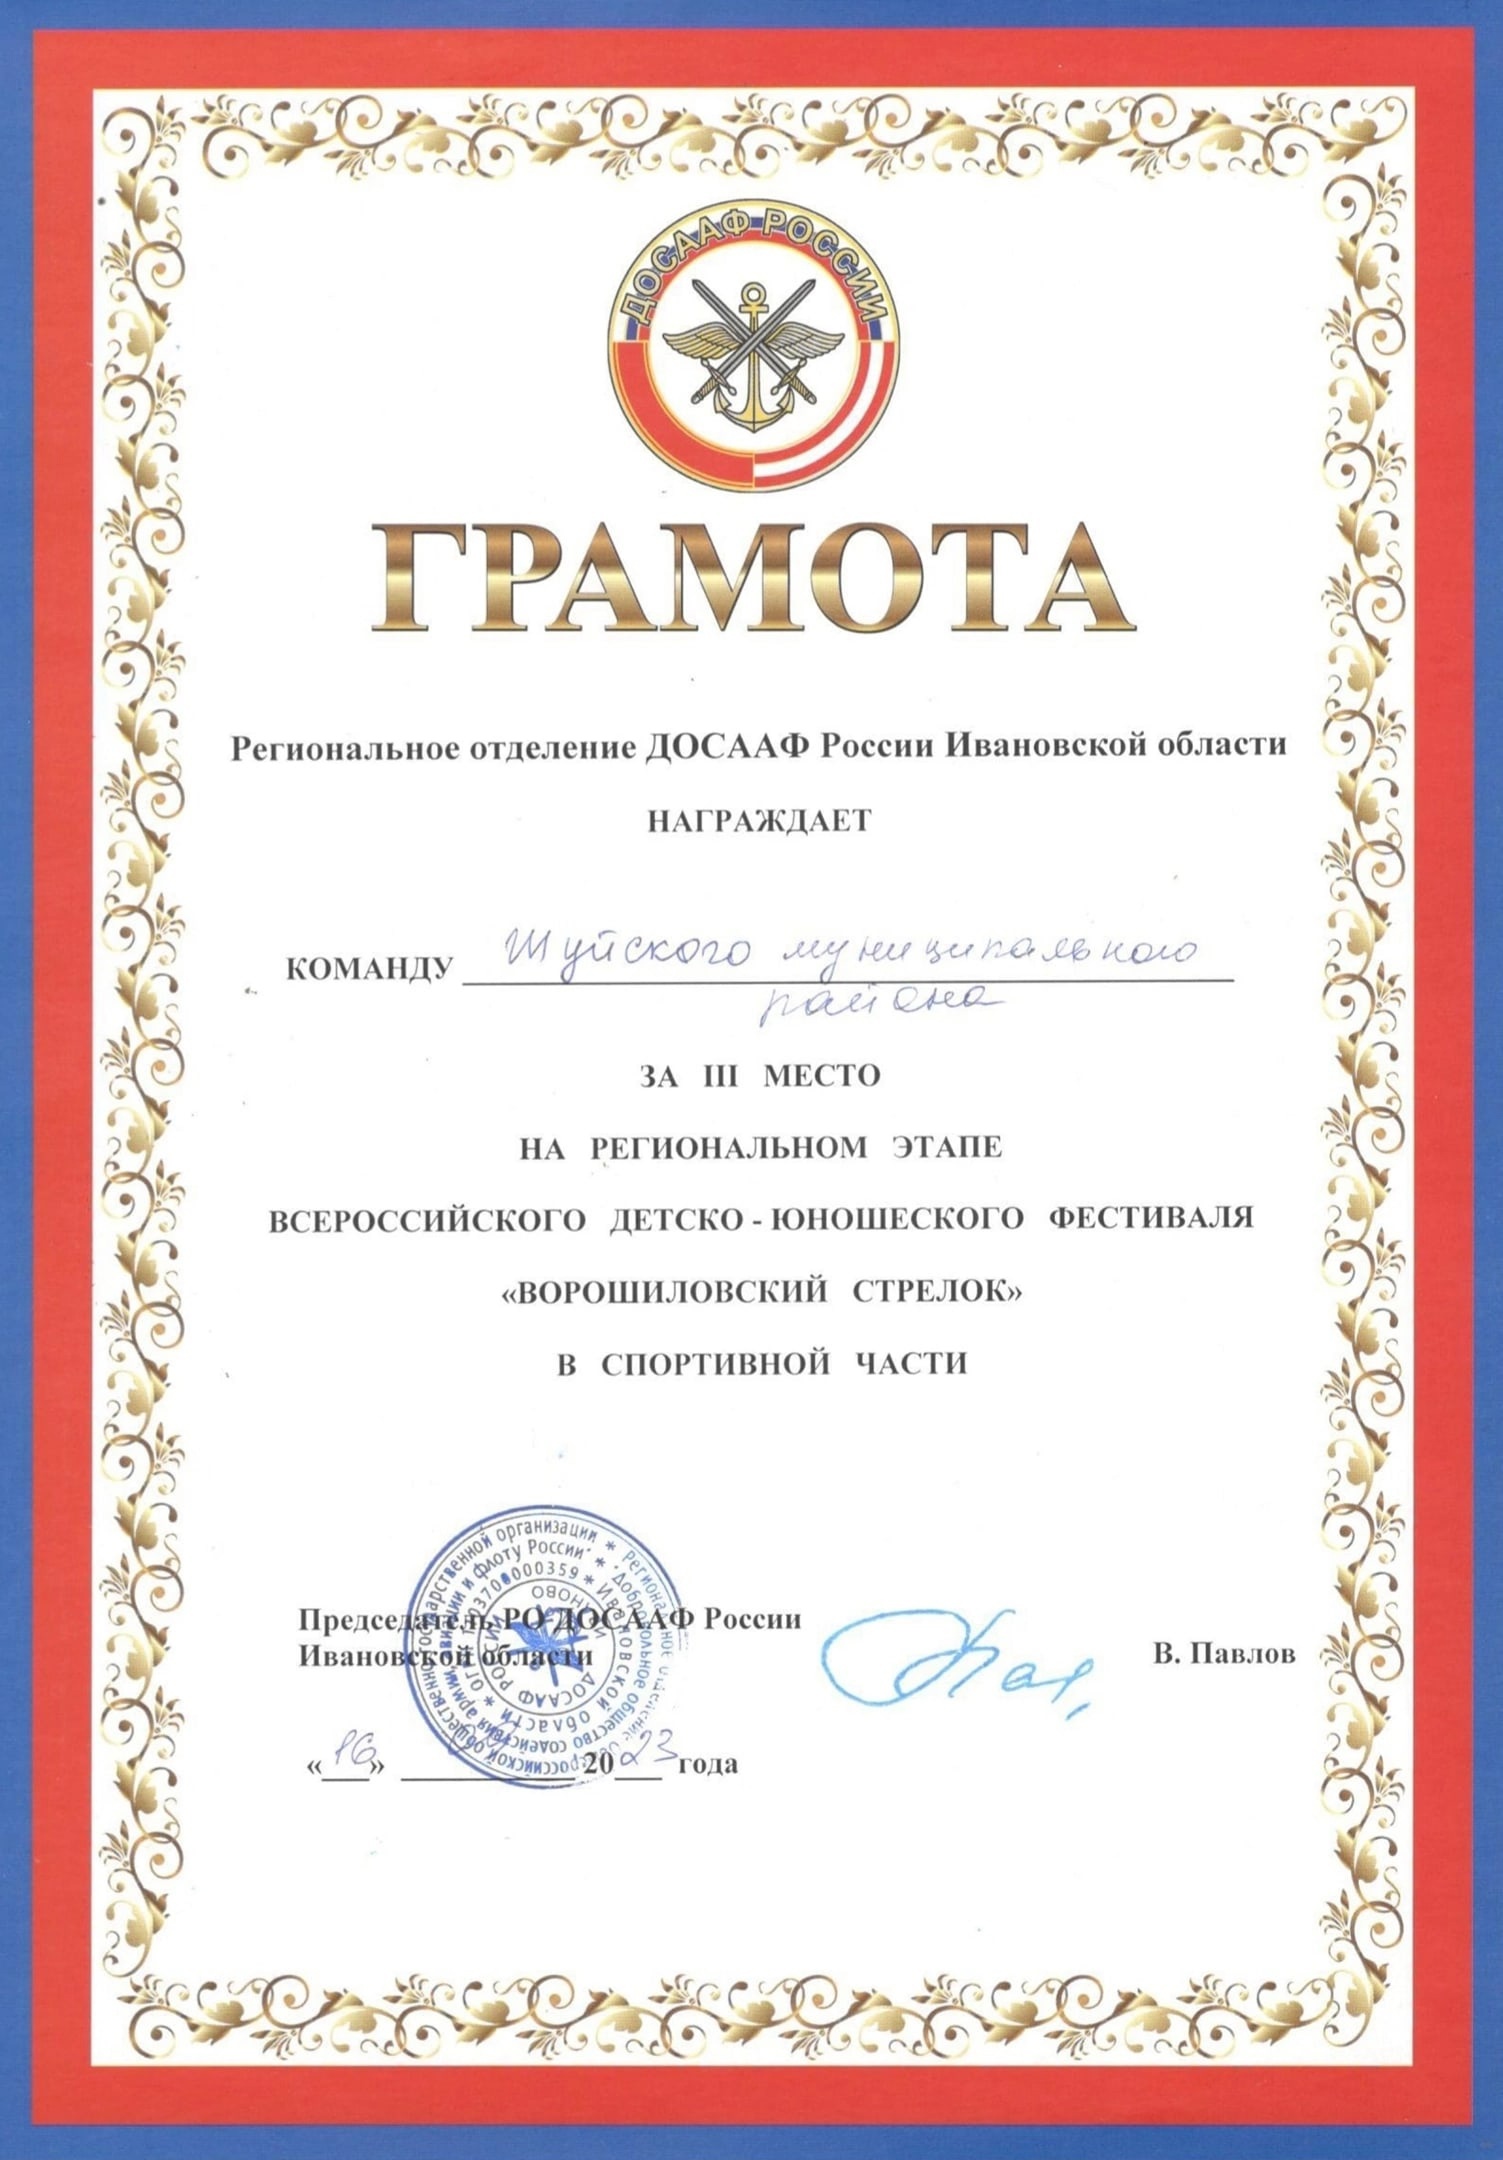 ДОСААФ РОССИИ
ГРАМОТА
Региональное отделение ДОСААФ России Ивановской области
НАГРАЖДАЕТ
КОМАНДУ Шуйского муниципального
района
ЗА III МЕСТО
НА РЕГИОНАЛЬНОМ ЭТАПЕ
ВСЕРОССИЙСКОГО ДЕТСКО - ЮНОШЕСКОГО ФЕСТИВАЛЯ
«ВОРОШИЛОВСКИЙ СТРЕЛОК»
В СПОРТИВНОЙ ЧАСТИ
Председатель РО ДОСААФ России
Ивановской области
В. Павлов
«16» 2023 года